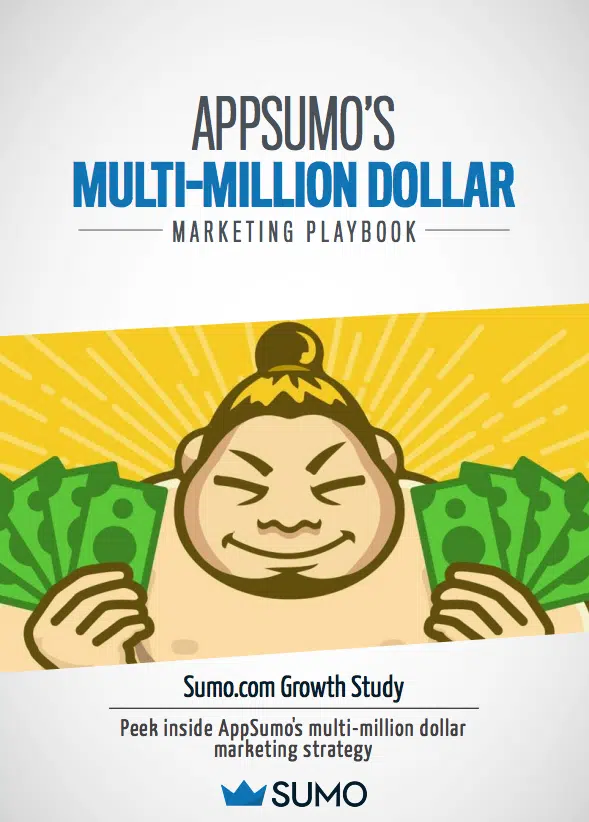 APPSUMO'S
MULTI-MILLION DOLLAR
MARKETING PLAYBOOK
Sumo.com Growth Study
Peek inside AppSumo's multi-million dollar
marketing strategy
SUMO